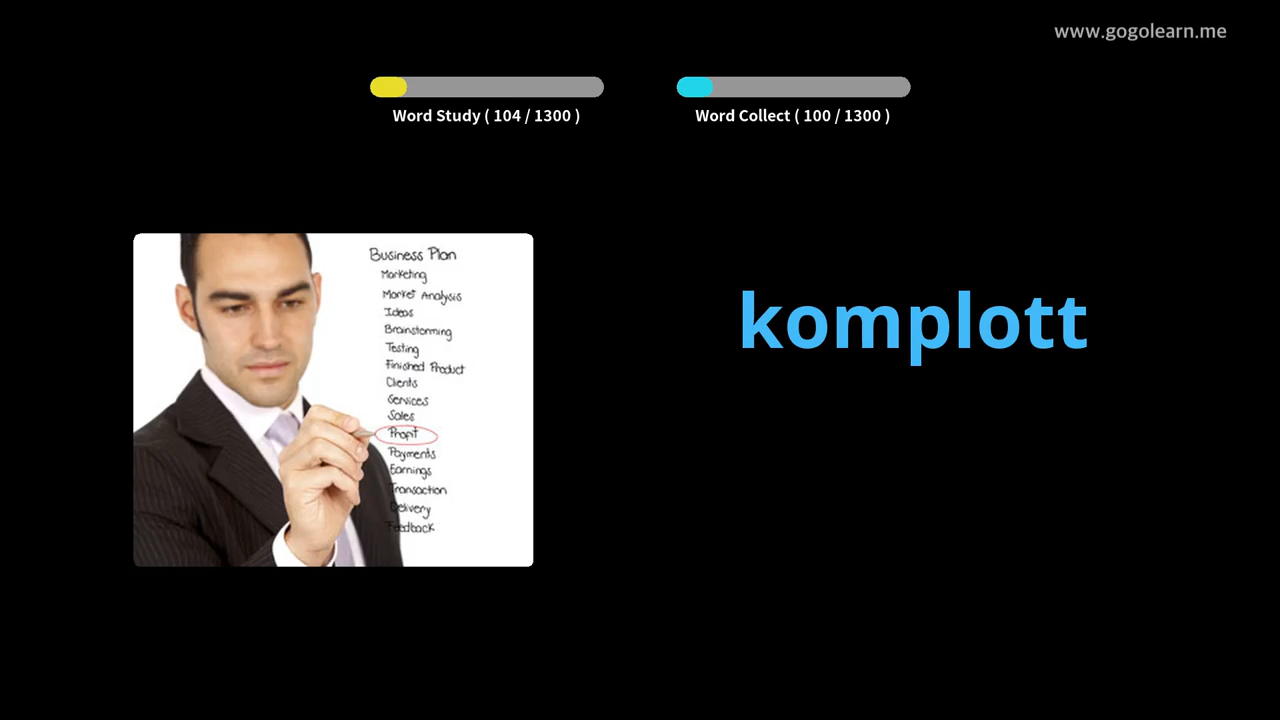 www.gogolearn.me
Word Study ( 104 / 1300 )
Word Collect ( 100 / 1300 )
Business Plan
Marketing
Market Analysis
Ideas
Brainstorming
Testing
Finished Product
Clients
Services
Sales
Profit
Payments
Earnings
Transaction
Delivery
Feedback
komplott